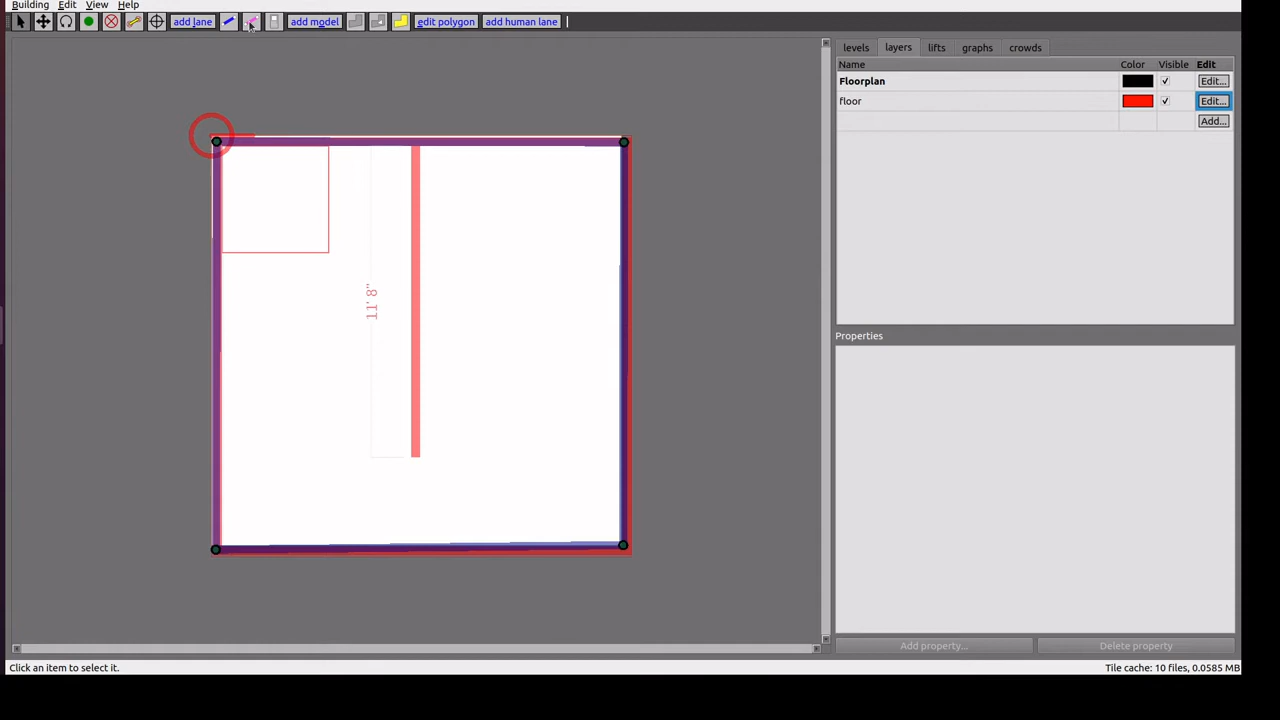 Building Edit View Help
add lane add model edit polygon add human lane
levels layers lifts graphs crowds
Name Color Visible Edit
Floorplan Edit...
floor Edit...
Add...
11' 8"
Properties
Add property... Delete property
Click an item to select it. Tile cache: 10 files, 0.0585 MB